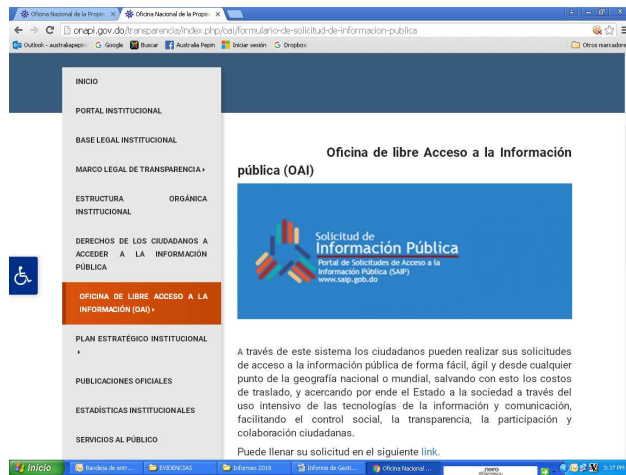 Oficina Nacional de la Propie
Oficina Nacional de la Propie
onapi.gov.do/transparencia/index.php/oai/formulario-de-solicitud-de-informacion-publica
Outlook - australiapepin
Google
Buscar
Australia Pepin
Iniciar sesión
Dropbox
Otros marcadore
INICIO
PORTAL INSTITUCIONAL
BASE LEGAL INSTITUCIONAL
MARCO LEGAL DE TRANSPARENCIA
ESTRUCTURA ORGÁNICA
INSTITUCIONAL
DERECHOS DE LOS CIUDADANOS A
ACCEDER A LA INFORMACIÓN
PÚBLICA
OFICINA DE LIBRE ACCESO A LA
INFORMACIÓN (OAI)
PLAN ESTRATÉGICO INSTITUCIONAL
PUBLICACIONES OFICIALES
ESTADÍSTICAS INSTITUCIONALES
SERVICIOS AL PÚBLICO
Oficina de libre Acceso a la Información
pública (OAI)
Solicitud de
Información Pública
Portal de Solicitudes de Acceso a la
Información Pública (SAIP)
www.saip.gob.do
A través de este sistema los ciudadanos pueden realizar sus solicitudes
de acceso a la información pública de forma fácil, ágil y desde cualquier
punto de la geografía nacional o mundial, salvando con esto los costos
de traslado, y acercando por ende el Estado a la sociedad a través del
uso intensivo de las tecnologías de la información y comunicación,
facilitando el control social, la transparencia, la participación y
colaboración ciudadanas.
Puede llenar su solicitud en el siguiente link.
Inicio
Bandeja de entr...
EVIDENCIAS
Informes 2018
Informe de Gesti...
Oficina Nacional ...
nero
5:37 PM